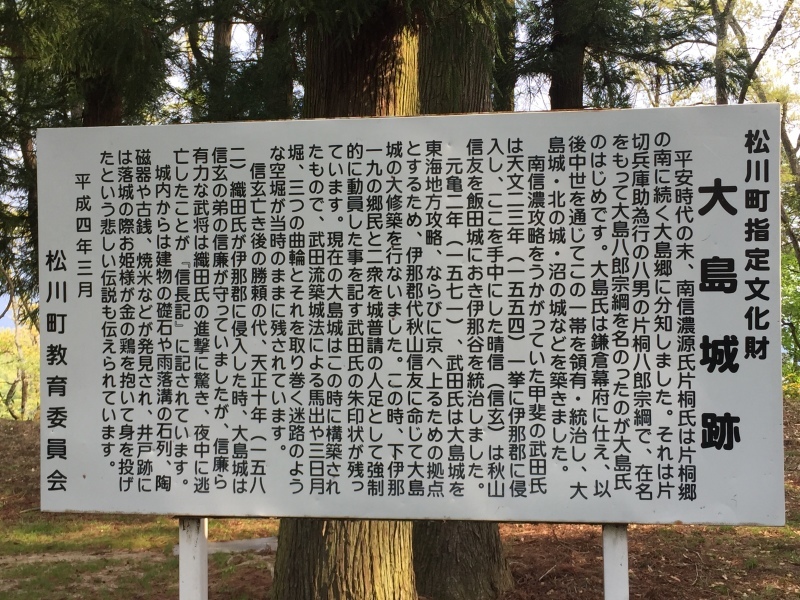 松川町指定文化財
大島城跡
平安時代の末、南信濃源氏片桐氏は片桐郷
の南に続く大島郷に分知しました。それは片
切兵庫助為行の八男の片桐八郎宗綱で、在名
をもって大島八郎宗綱を名のったのが大島氏
のはじめです。大島氏は鎌倉幕府に仕え、以
後中世を通じてこの一帯を領有・統治し、大
島城・北の城・沼の城などを築きました。
南信濃攻略をうかがっていた甲斐の武田氏
は天文二三年（一五五四）一挙に伊那郡に侵
入し、ここを手中にした晴信（信玄）は秋山
信友を飯田城におき伊那谷を統治しました。
元亀二年（一五七一）、武田氏は大島城を
東海地方攻略、ならびに京へ上るための拠点
とするため、伊那郡代秋山信友に命じて大島
城の大修築を行ないました。この時、下伊那
一九の郷民と二衆を城普請の人足として強制
的に動員した事を記す武田氏の朱印状が残っ
ています。現在の大島城はこの時に構築され
たもので、武田流築城法による馬出や三日月
堀、三つの曲輪とそれを取り巻く迷路のよう
な空堀が当時のままに残されています。
信玄亡き後の勝頼の代、天正十年（一五八
二）織田氏が伊那郡に侵入した時、大島城は
信玄の弟の信廉が守っていましたが、信廉ら
有力な武将は織田氏の進撃に驚き、夜中に逃
亡したことが『信長記』に記されています。
城内からは建物の礎石や雨落溝の石列、陶
磁器や古銭、焼米などが発見され、井戸跡に
は落城の際お姫様が金の鶏を抱いて身を投げ
たという悲しい伝説も伝えられています。
平成四年三月
松川町教育委員会